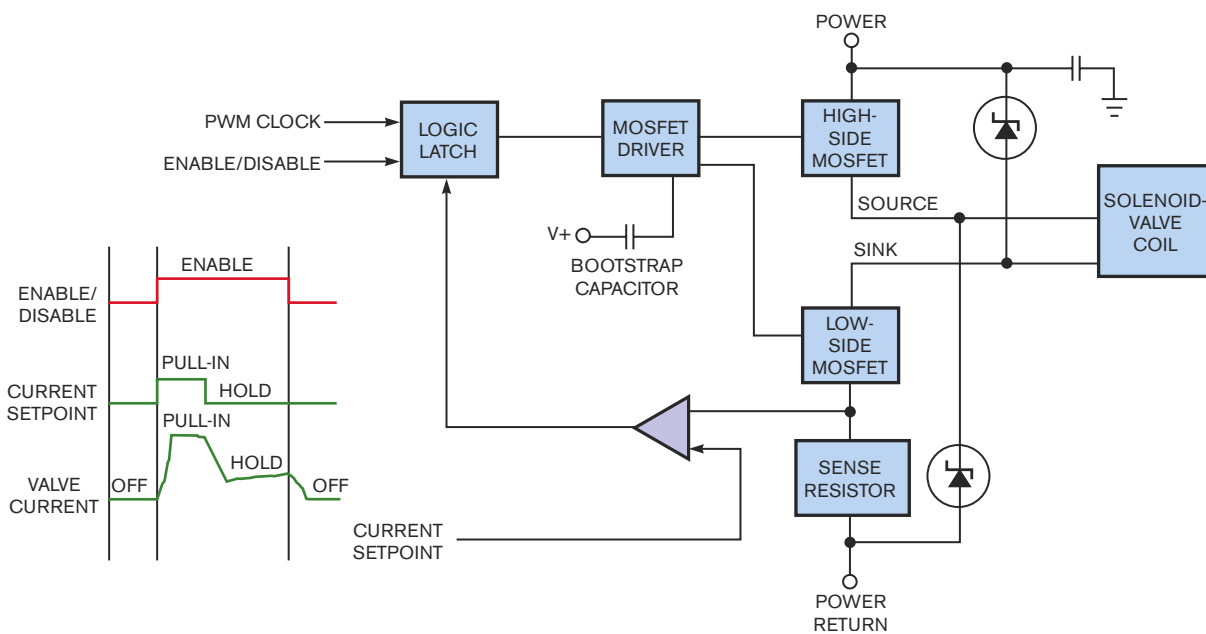 POWER
PWM CLOCK
ENABLE/DISABLE
LOGIC
LATCH
MOSFET
DRIVER
HIGH-
SIDE
MOSFET
SOURCE
SOLENOID-
VALVE
COIL
V+
BOOTSTRAP
CAPACITOR
SINK
LOW-
SIDE
MOSFET
SENSE
RESISTOR
CURRENT
SETPOINT
POWER
RETURN
ENABLE/
DISABLE
ENABLE
CURRENT
SETPOINT
PULL-IN
HOLD
VALVE
CURRENT
OFF
PULL-IN
HOLD
OFF